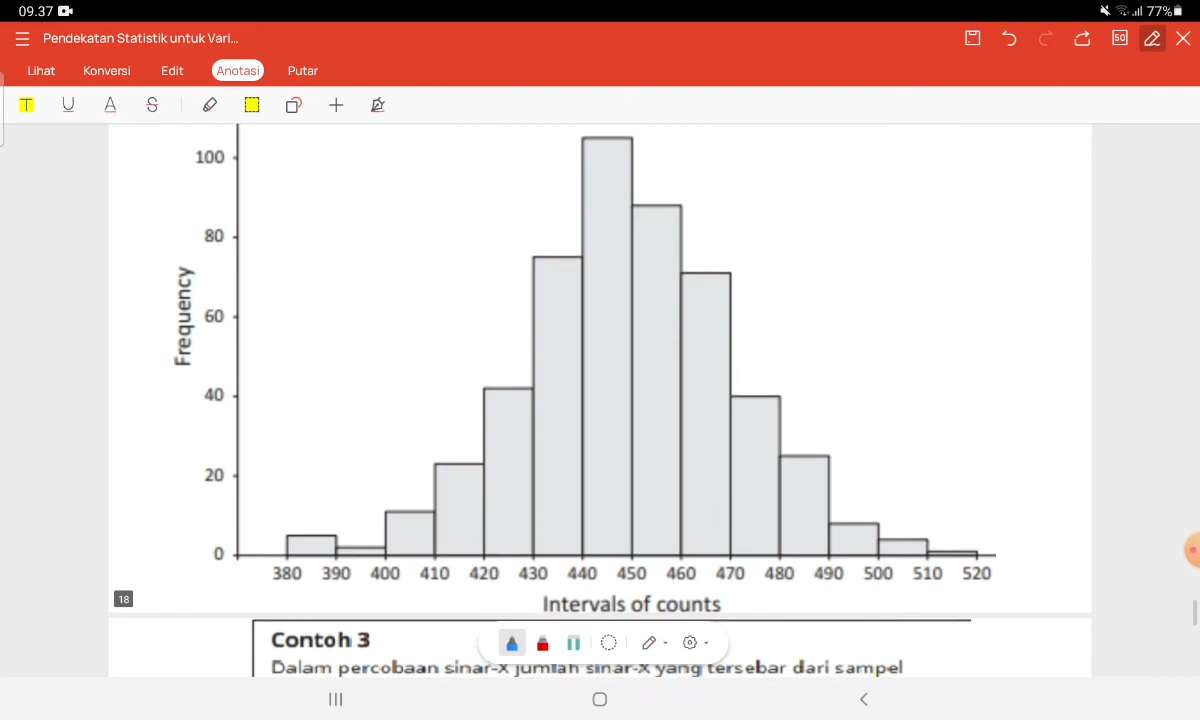 09.37 77%
Pendekatan Statistik untuk Vari... 50
Lihat Konversi Edit Anotasi Putar
T U A S
100
80
60
40
20
0
Frequency
380 390 400 410 420 430 440 450 460 470 480 490 500 510 520
Intervals of counts
18
Contoh 3
Dalam percobaan sinar-X jumlah sinar-X yang tersebar dari sampel